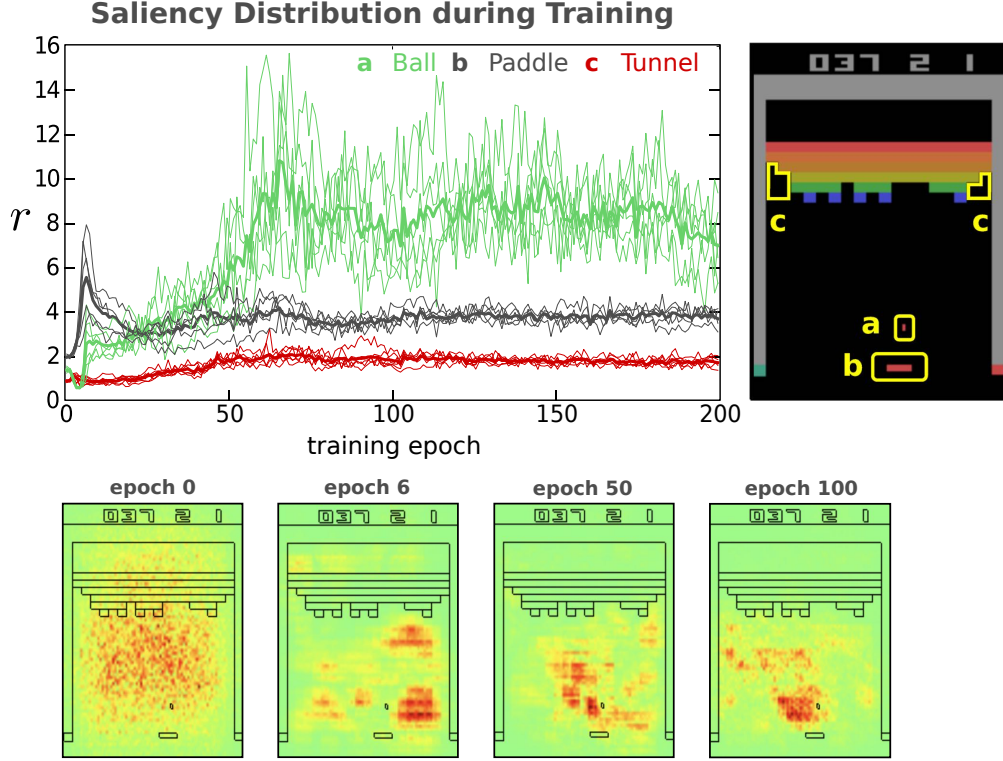 Saliency Distribution during Training
16
14
12
10
8
6
4
2
0
r
a Ball b Paddle c Tunnel
0 50 100 150 200
training epoch
037 2 1
c c
a
b
epoch 0 epoch 6 epoch 50 epoch 100
037 2 1 037 2 1 037 2 1 037 2 1